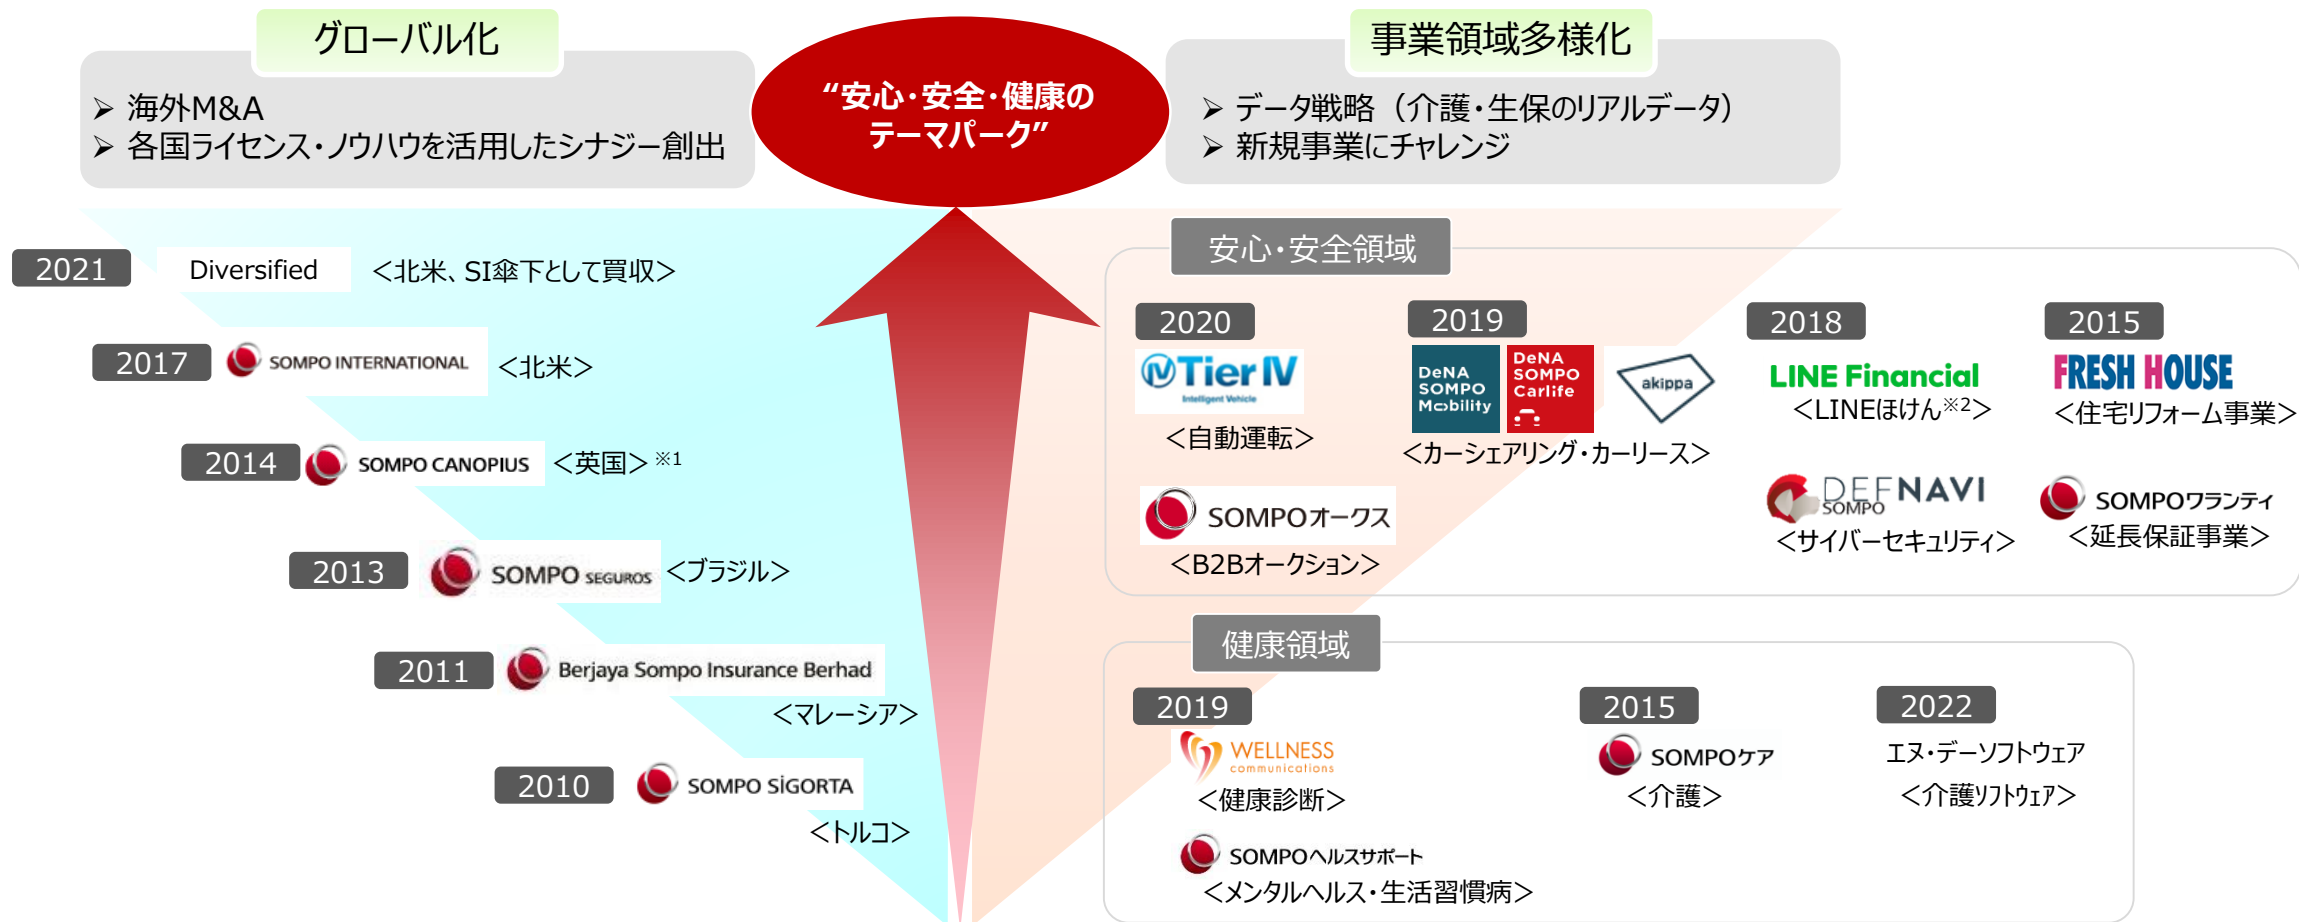 グローバル化
➢ 海外M&A
➢ 各国ライセンス・ノウハウを活用したシナジー創出
“安心・安全・健康の
テーマパーク”
事業領域多様化
➢ データ戦略（介護・生保のリアルデータ）
➢ 新規事業にチャレンジ
2021
Diversified
＜北米、SI傘下として買収＞
2017
SOMPO INTERNATIONAL
＜北米＞
2014
SOMPO CANOPIUS
＜英国＞※1
2013
SOMPO SEGUROS
＜ブラジル＞
2011
Berjaya Sompo Insurance Berhad
＜マレーシア＞
2010
SOMPO SİGORTA
＜トルコ＞
安心・安全領域
2020
Tier IV
Intelligent Vehicle
＜自動運転＞
SOMPOオークス
＜B2Bオークション＞
2019
DeNA
SOMPO
Mobility
DeNA
SOMPO
Carlife
akippa
＜カーシェアリング・カーリース＞
2018
LINE Financial
＜LINEほけん※2＞
DEFNAVI
SOMPO
＜サイバーセキュリティ＞
2015
FRESH HOUSE
＜住宅リフォーム事業＞
SOMPOワランティ
＜延長保証事業＞
健康領域
2019
WELLNESS
communications
＜健康診断＞
SOMPOヘルスサポート
＜メンタルヘルス・生活習慣病＞
2015
SOMPOケア
＜介護＞
2022
エヌ・デーソフトウェア
＜介護ソフトウェア＞